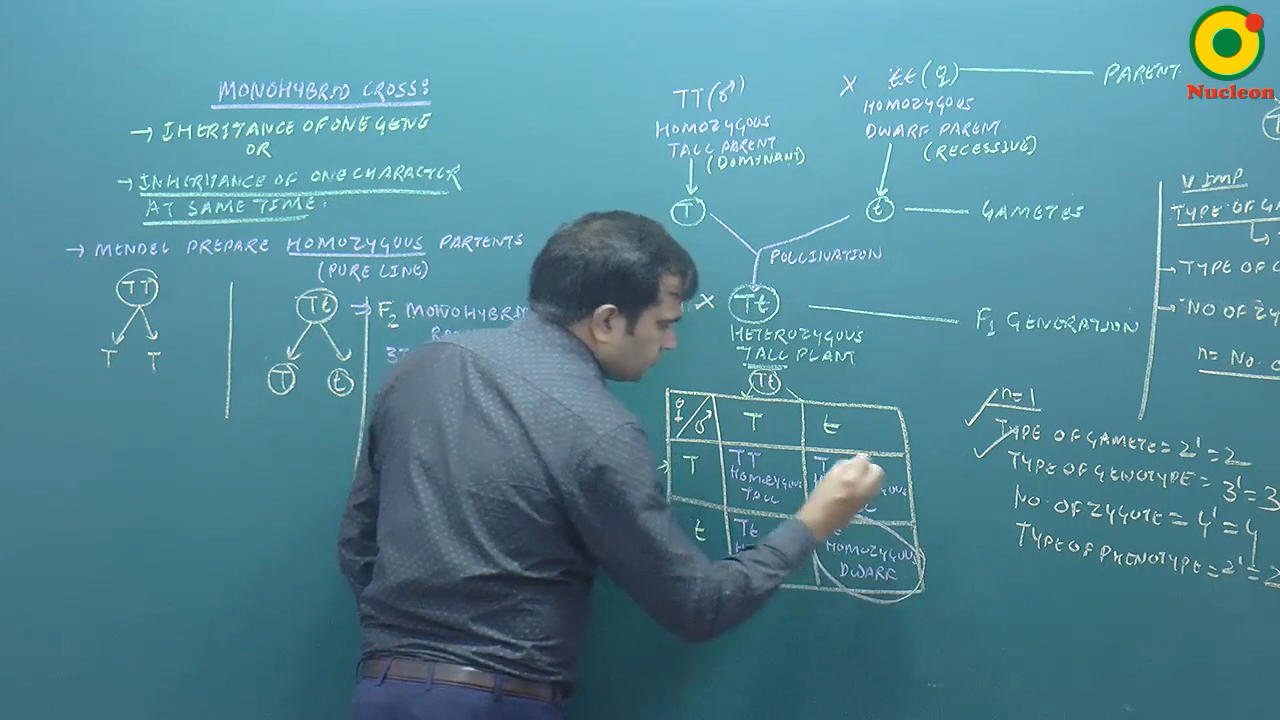 MONOHYBRID CROSS:
→ INHERITANCE OF ONE GENE
OR
→ INHERITANCE OF ONE CHARACTER
AT SAME TIME.
→ MENDEL PREPARE HOMOZYGOUS PARTENTS
(PURE LINE)
TT
T T
Tt
T t
→ F2 MONOHYBRID
TT (♂) X tt (♀) PARENT
HOMOZYGOUS
TALL PARENT
(DOMINANT)
HOMOZYGOUS
DWARF PARENT
(RECESSIVE)
T t GAMETES
POLLINATION
X Tt F1 GENERATION
HETEROZYGOUS
TALL PLANT
Tt
♀/♂ T t
T TT
HOMOZYGOUS
TALL
t Tt
HOMOZYGOUS
DWARF
V IMP
TYPE OF
→ TYPE OF
→ NO OF
n = NO.
n=1
TYPE OF GAMETE = 2¹ = 2
TYPE OF GENOTYPE = 3¹ = 3
NO. OF ZYGOTE = 4¹ = 4
TYPE OF PHENOTYPE = 2¹ = 2
Nucleon